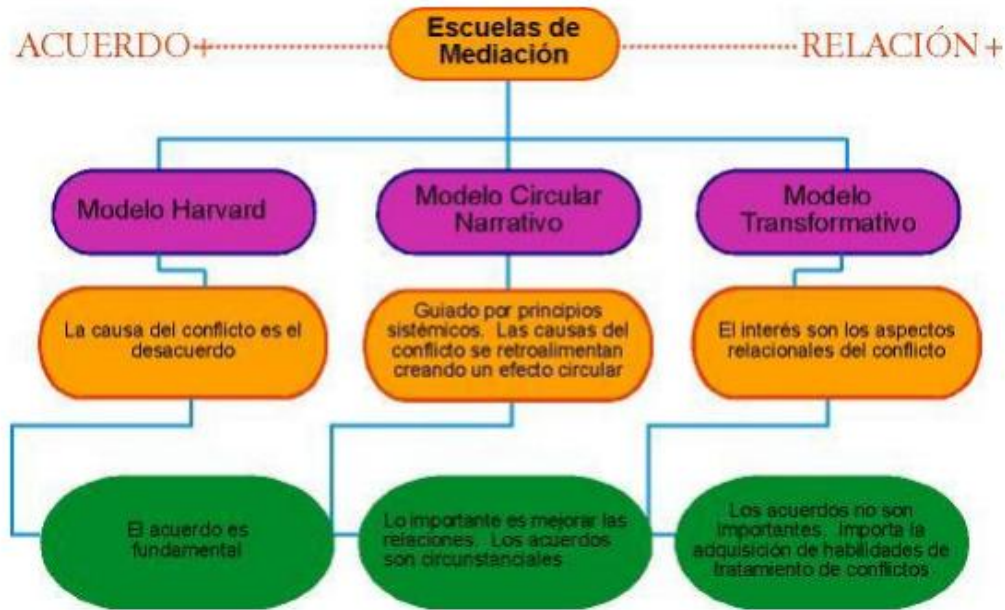 Escuelas de
Mediación
ACUERDO+
RELACIÓN+
Modelo Harvard
Modelo Circular
Narrativo
Modelo
Transformativo
La causa del conflicto es el
desacuerdo
Guiado por principios
sistémicos. Las causas del
conflicto se retroalimentan
creando un efecto circular
El interés son los aspectos
relacionales del conflicto
El acuerdo es
fundamental
Lo importante es mejorar las
relaciones. Los acuerdos
son circunstanciales
Los acuerdos no son
importantes. Importa la
adquisición de habilidades de
tratamiento de conflictos